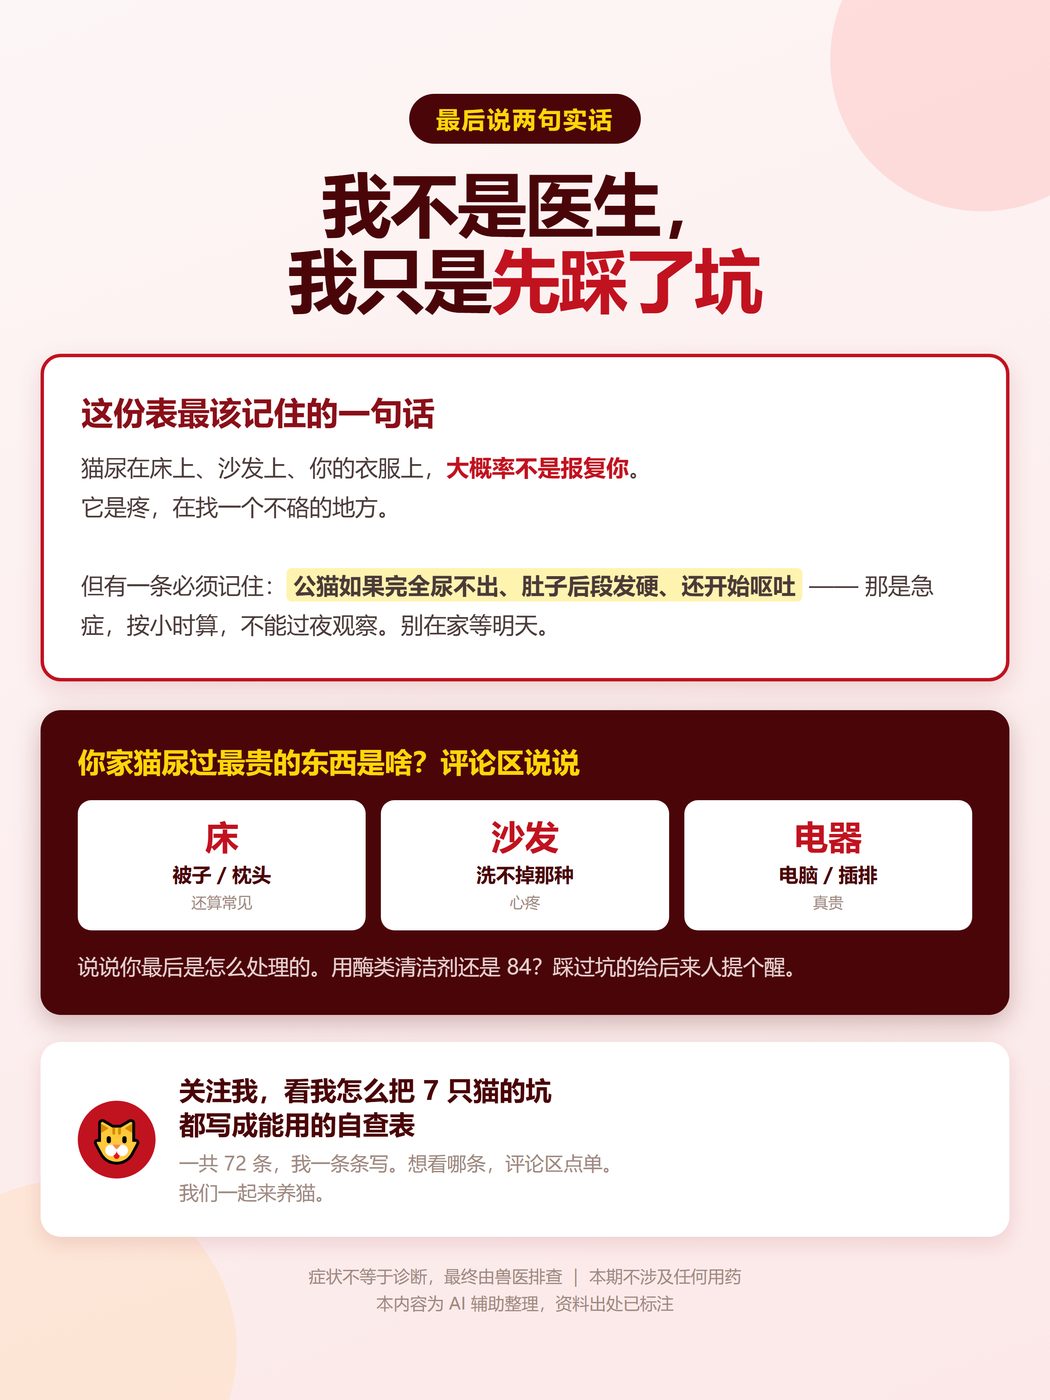 最后说两句实话
我不是医生，
我只是先踩了坑
这份表最该记住的一句话
猫尿在床上、沙发上、你的衣服上，大概率不是报复你。
它是疼，在找一个不硌的地方。
但有一条必须记住：公猫如果完全尿不出、肚子后段发硬、还开始呕吐 —— 那是急
症，按小时算，不能过夜观察。别在家等明天。
你家猫尿过最贵的东西是啥？评论区说说
床
被子 / 枕头
还算常见
沙发
洗不掉那种
心疼
电器
电脑 / 插排
真贵
说说你最后是怎么处理的。用酶类清洁剂还是 84？踩过坑的给后来人提个醒。
关注我，看我怎么把 7 只猫的坑
都写成能用的自查表
一共 72 条，我一条条写。想看哪条，评论区点单。
我们一起来养猫。
症状不等于诊断，最终由兽医排查 ｜ 本期不涉及任何用药
本内容为 AI 辅助整理，资料出处已标注